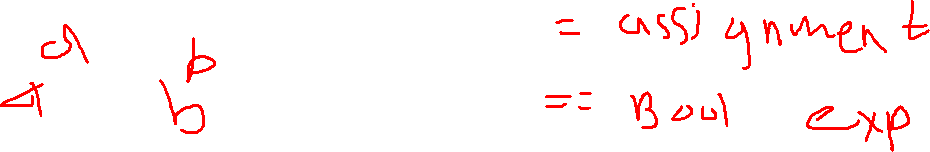 = assignment
a b
== Bool exp
b